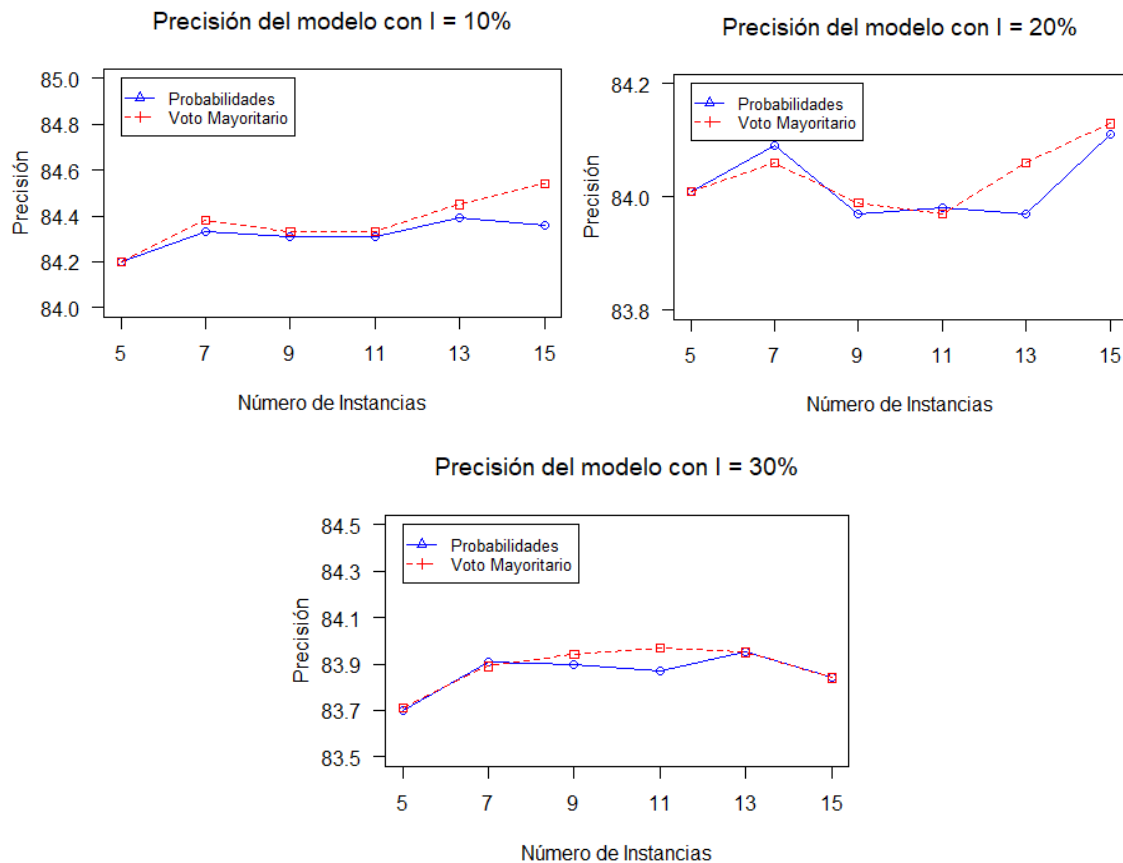 Precisión del modelo con I = 10%
85.0
84.8
84.6
84.4
84.2
84.0
Precisión
Probabilidades
Voto Mayoritario
5 7 9 11 13 15
Número de Instancias
Precisión del modelo con I = 20%
84.2
84.0
83.8
Precisión
Probabilidades
Voto Mayoritario
5 7 9 11 13 15
Número de Instancias
Precisión del modelo con I = 30%
84.5
84.3
84.1
83.9
83.7
83.5
Precisión
Probabilidades
Voto Mayoritario
5 7 9 11 13 15
Número de Instancias